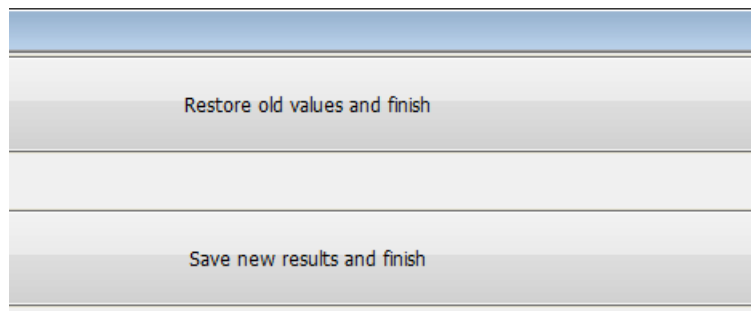 Restore old values and finish
Save new results and finish